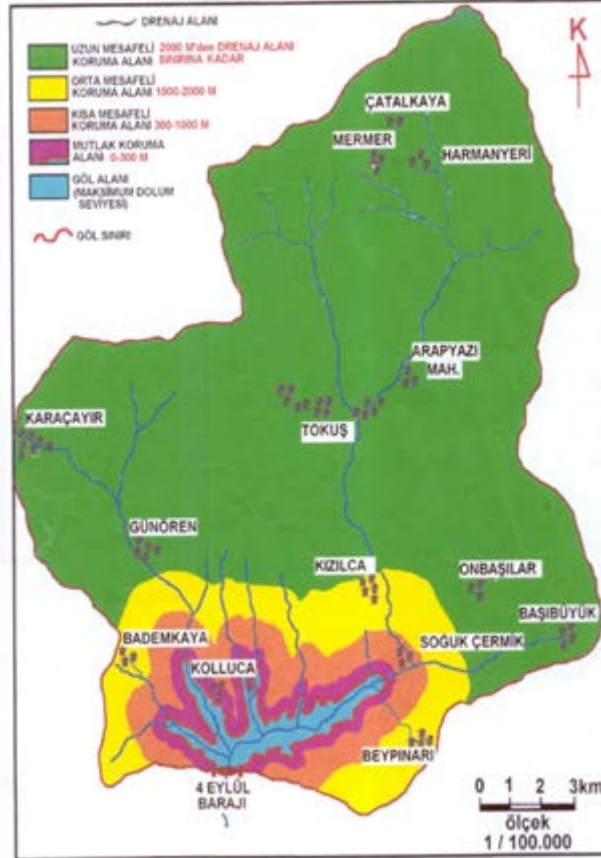 DRENAJ ALANI
UZUN MESAFELİ 2000 M'den DRENAJ ALANI
KORUMA ALANI SINIRINA KADAR
ORTA MESAFELİ
KORUMA ALANI 1000-2000 M
KISA MESAFELİ
KORUMA ALANI 300-1000 M
MUTLAK KORUMA
ALANI 0-300 M
GÖL ALANI
(MAKSİMUM DOLUM
SEVİYESİ)
GÖL SINIRI
K
ÇATALKAYA
MERMER
HARMANYERİ
ARAPYAZI
MAH.
TOKUŞ
KARAÇAYIR
GÜNÖREN
KIZILCA
ONBAŞILAR
BAŞIBÜYÜK
BADEMKAYA
SOĞUK ÇERMİK
KOLLUCA
BEYPINARI
4 EYLÜL
BARAJI
0 1 2 3km
ölçek
1 / 100.000